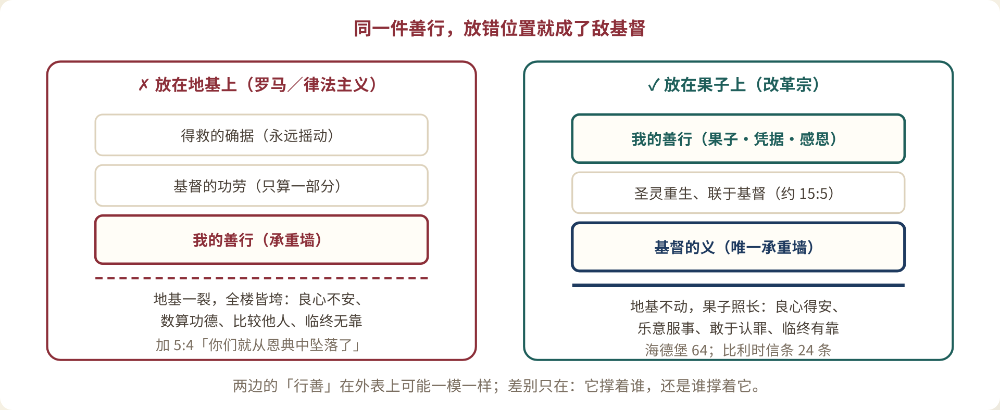 同一件善行，放错位置就成了敌基督
✗ 放在地基上（罗马／律法主义）
得救的确据（永远摇动）
基督的功劳（只算一部分）
我的善行（承重墙）
地基一裂，全楼皆垮：良心不安、
数算功德、比较他人、临终无靠
加 5:4「你们就从恩典中坠落了」
✓ 放在果子上（改革宗）
我的善行（果子・凭据・感恩）
圣灵重生、联于基督（约 15:5）
基督的义（唯一承重墙）
地基不动，果子照长：良心得安、
乐意服事、敢于认罪、临终有靠
海德堡 64；比利时信条 24 条
两边的「行善」在外表上可能一模一样；差别只在：它撑着谁，还是谁撑着它。